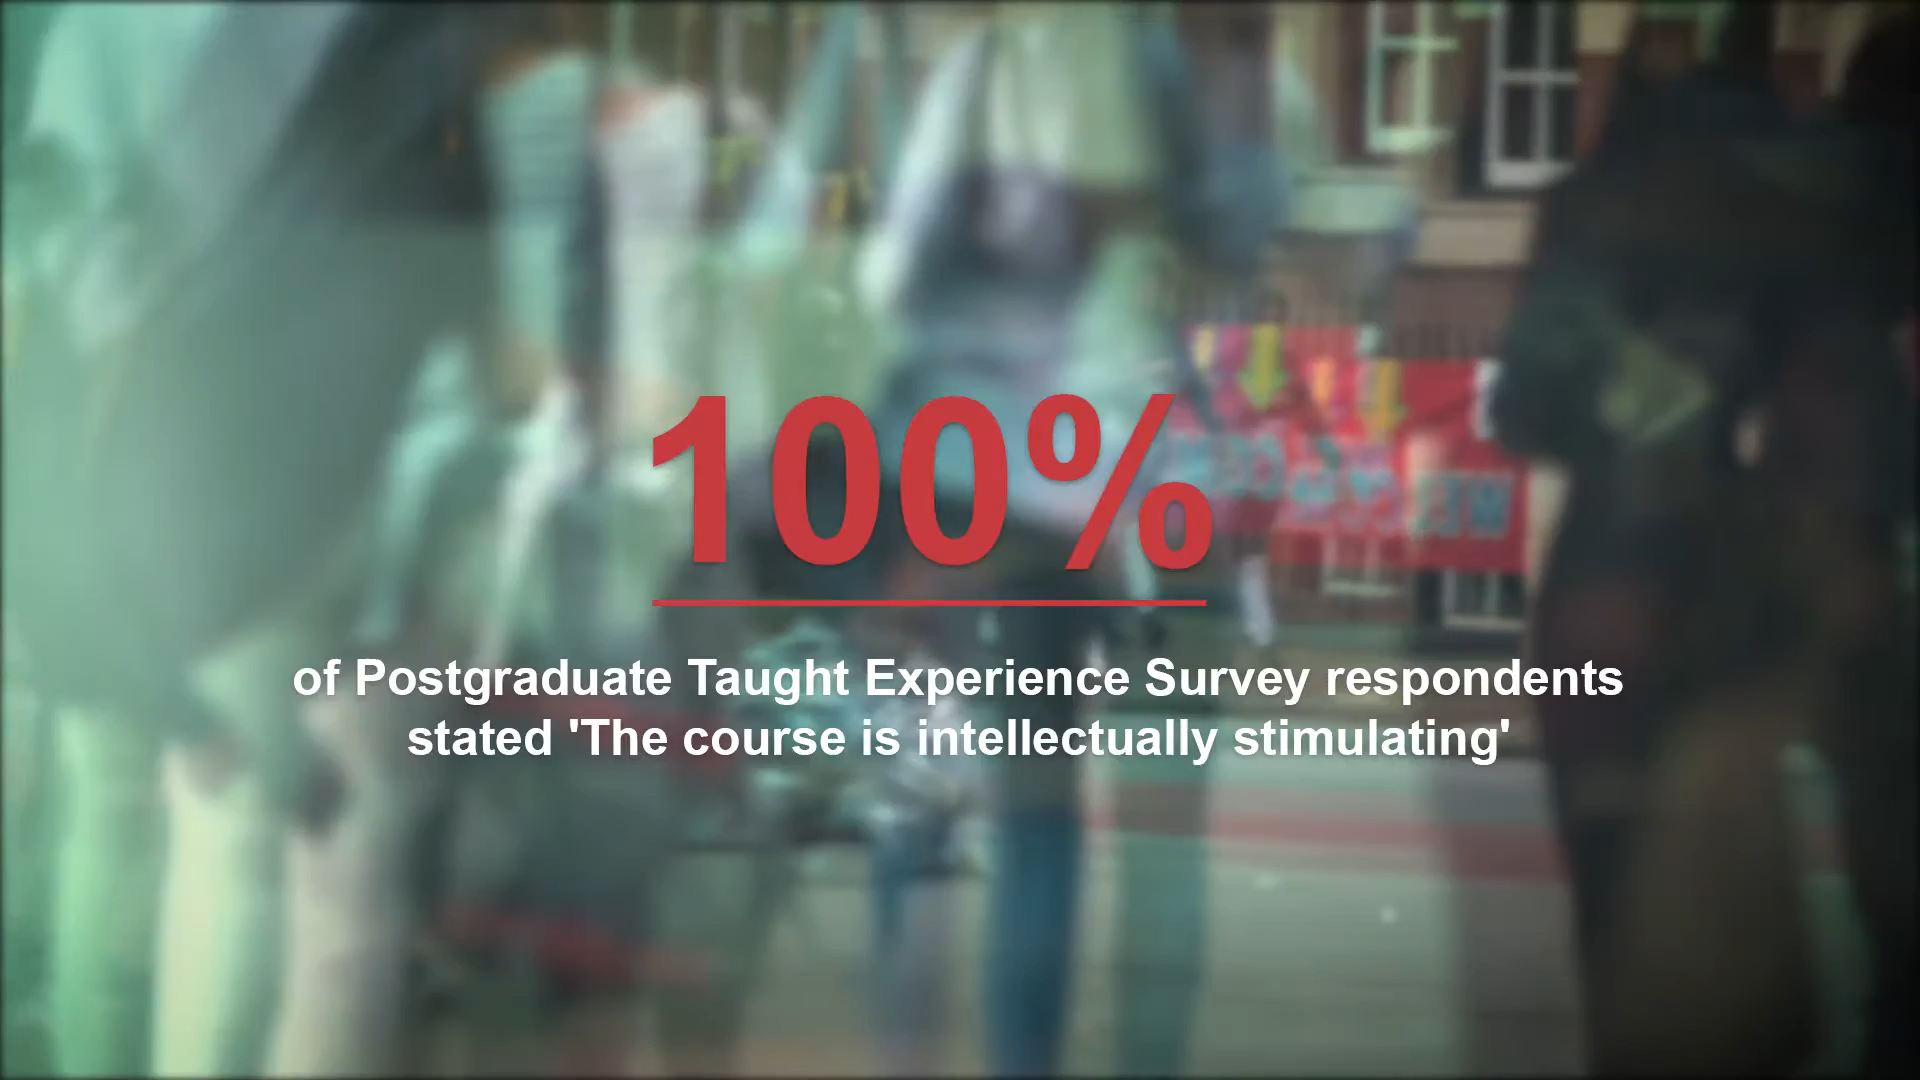 100%
of Postgraduate Taught Experience Survey respondents
stated 'The course is intellectually stimulating'